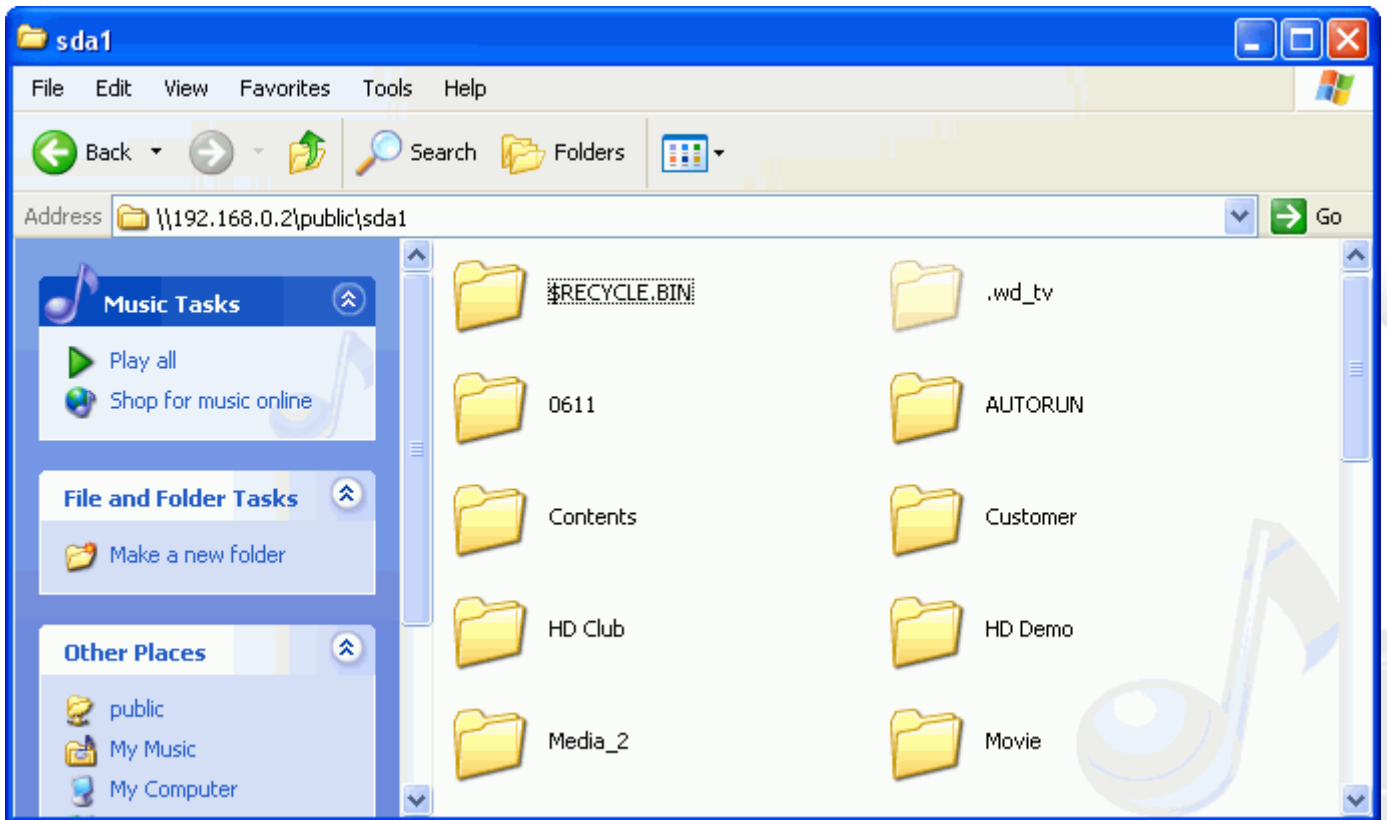 sda1
File Edit View Favorites Tools Help
Back Search Folders
Address \\192.168.0.2\public\sda1 Go
Music Tasks
Play all
Shop for music online
File and Folder Tasks
Make a new folder
Other Places
public
My Music
My Computer
$RECYCLE.BIN .wd_tv
0611 AUTORUN
Contents Customer
HD Club HD Demo
Media_2 Movie